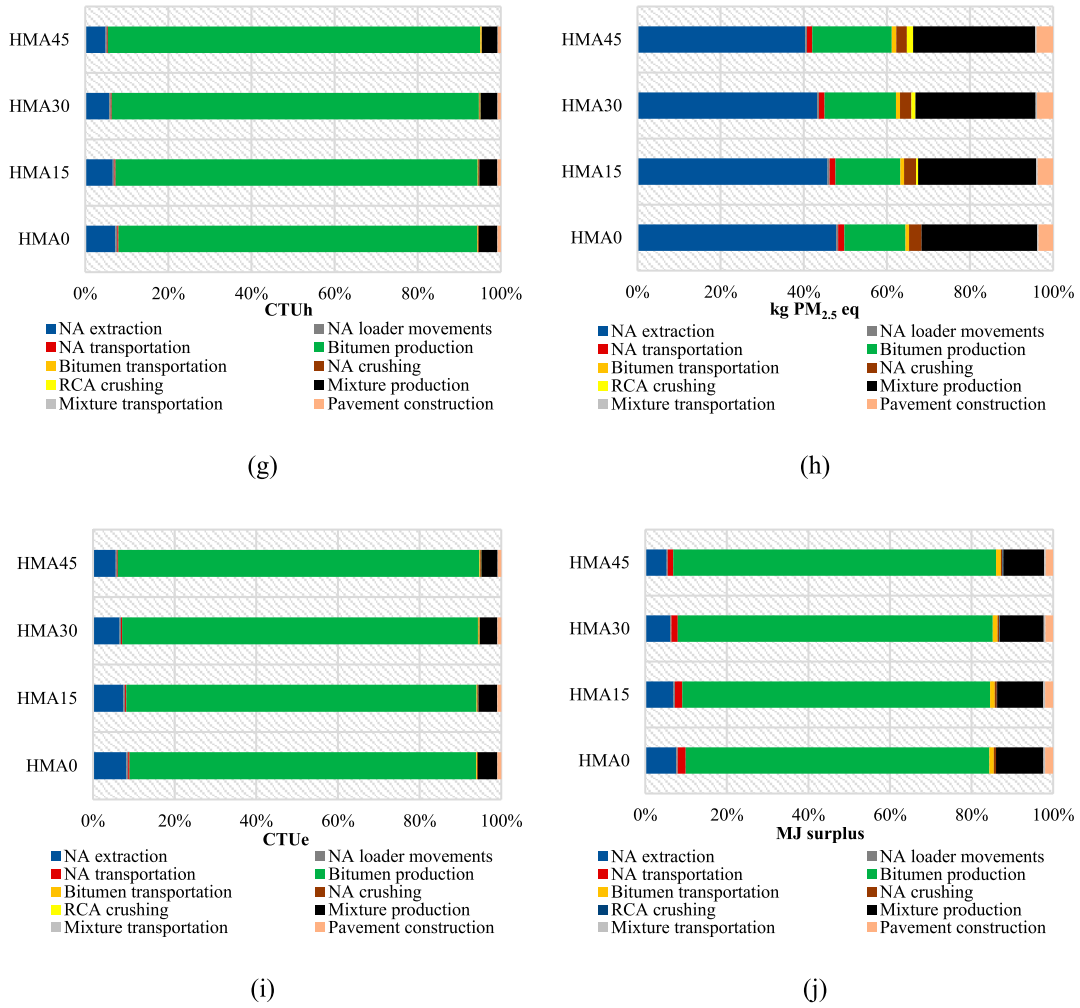 HMA45
HMA30
HMA15
HMA0
0% 20% 40% 60% 80% 100%
CTUh
NA extraction NA loader movements
NA transportation Bitumen production
Bitumen transportation NA crushing
RCA crushing Mixture production
Mixture transportation Pavement construction
(g)
HMA45
HMA30
HMA15
HMA0
0% 20% 40% 60% 80% 100%
kg PM2.5 eq
NA extraction NA loader movements
NA transportation Bitumen production
Bitumen transportation NA crushing
RCA crushing Mixture production
Mixture transportation Pavement construction
(h)
HMA45
HMA30
HMA15
HMA0
0% 20% 40% 60% 80% 100%
CTUe
NA extraction NA loader movements
NA transportation Bitumen production
Bitumen transportation NA crushing
RCA crushing Mixture production
Mixture transportation Pavement construction
(i)
HMA45
HMA30
HMA15
HMA0
0% 20% 40% 60% 80% 100%
MJ surplus
NA extraction NA loader movements
NA transportation Bitumen production
Bitumen transportation NA crushing
RCA crushing Mixture production
Mixture transportation Pavement construction
(j)